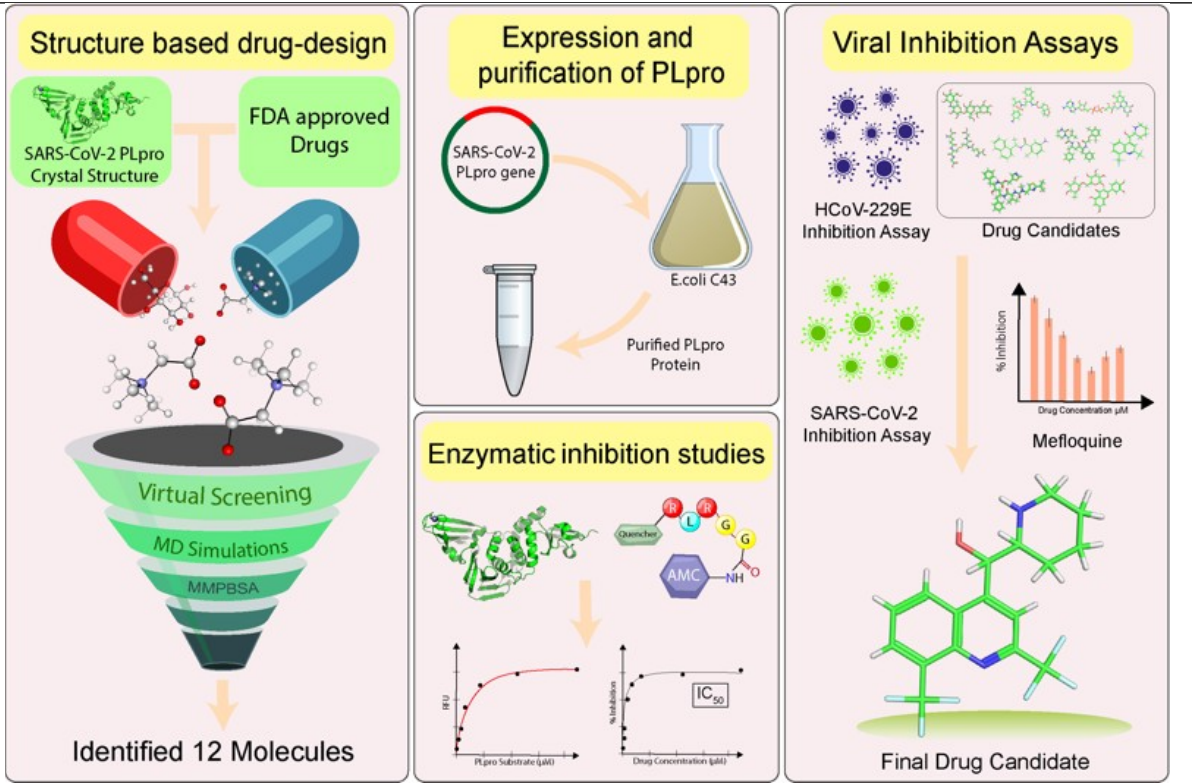 Structure based drug-design
SARS-CoV-2 PLpro
Crystal Structure
FDA approved
Drugs
Virtual Screening
MD Simulations
MMPBSA
Identified 12 Molecules
Expression and
purification of PLpro
SARS-CoV-2
PLpro gene
E.coli C43
Purified PLpro
Protein
Enzymatic inhibition studies
Quencher
R
L
R
G
G
AMC
NH
O
RFU
PLpro Substrate (µM)
% Inhibition
IC50
Drug Concentration (µM)
Viral Inhibition Assays
HCoV-229E
Inhibition Assay
Drug Candidates
SARS-CoV-2
Inhibition Assay
% Inhibition
Drug Concentration µM
Mefloquine
Final Drug Candidate